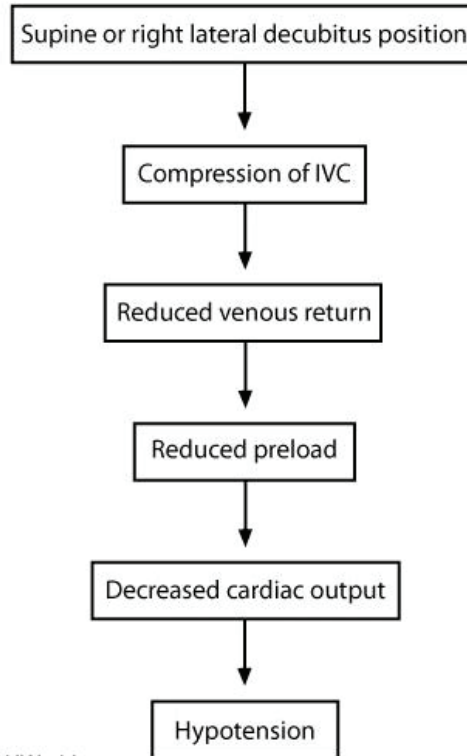 Supine or right lateral decubitus position
Compression of IVC
Reduced venous return
Reduced preload
Decreased cardiac output
Hypotension